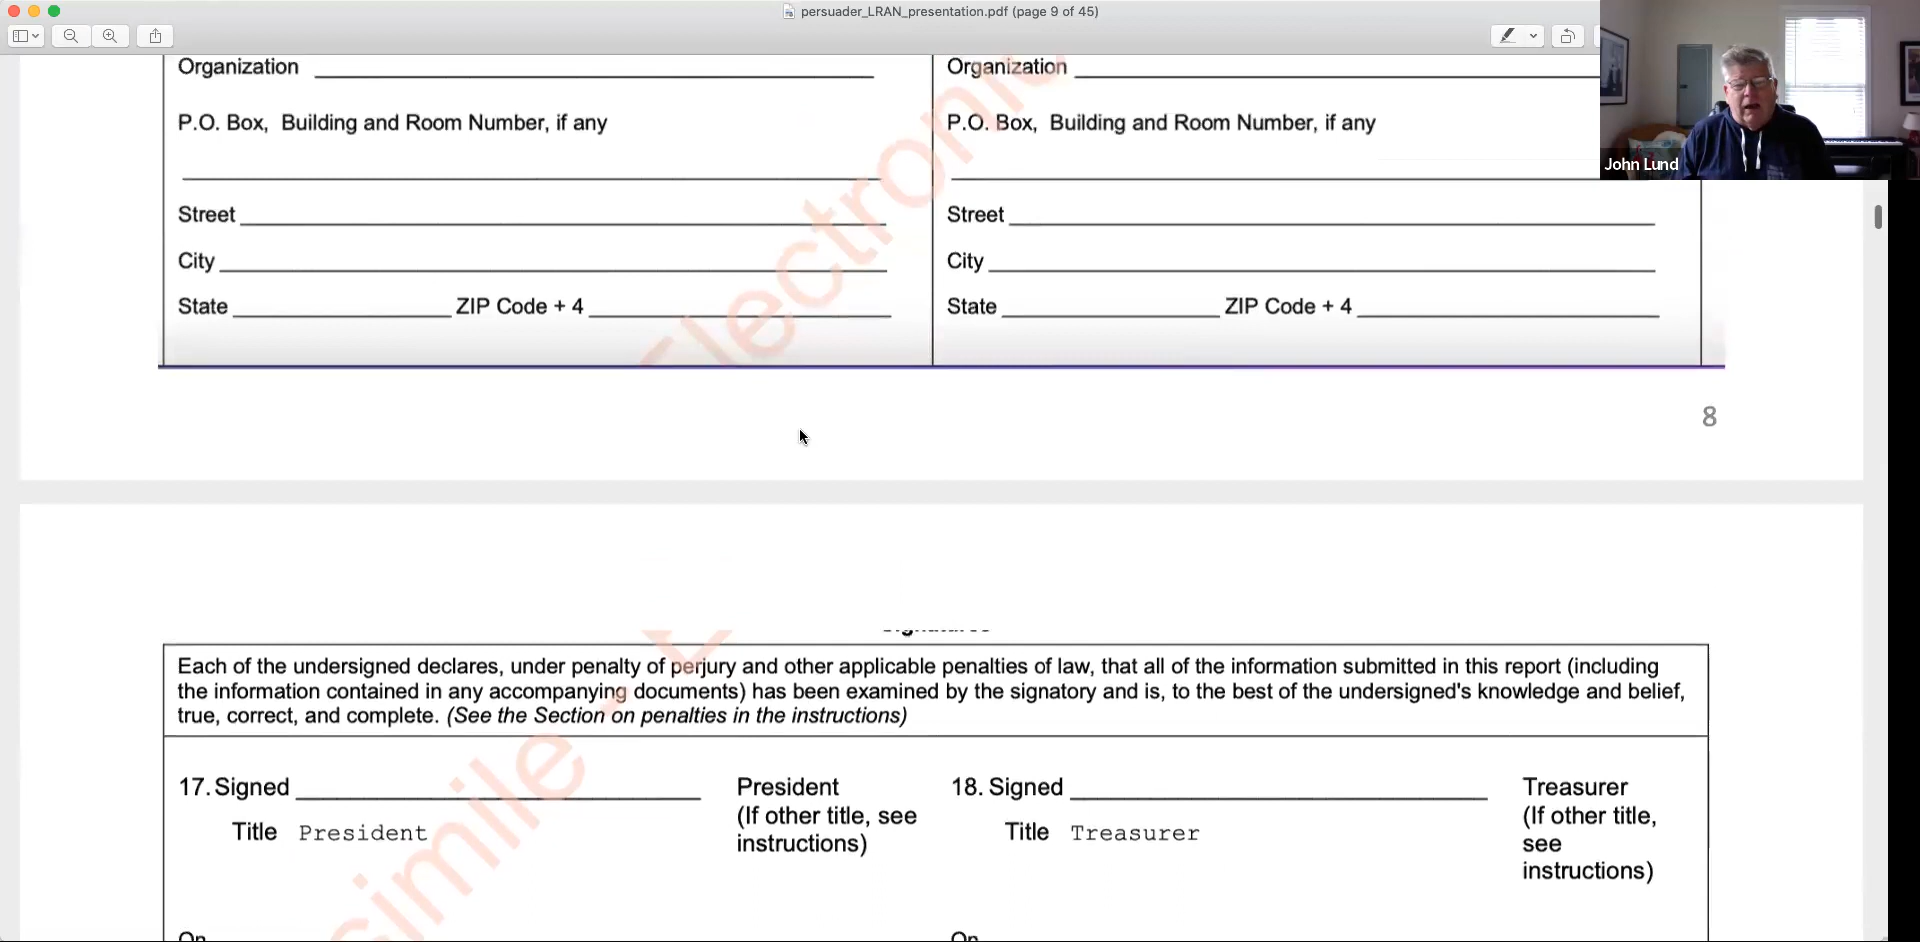 persuader_LRAN_presentation.pdf (page 9 of 45)
John Lund
Organization
P.O. Box, Building and Room Number, if any
Street
City
State ZIP Code + 4
Organization
P.O. Box, Building and Room Number, if any
Street
City
State ZIP Code + 4
Electronic
8
Each of the undersigned declares, under penalty of perjury and other applicable penalties of law, that all of the information submitted in this report (including
the information contained in any accompanying documents) has been examined by the signatory and is, to the best of the undersigned's knowledge and belief,
true, correct, and complete. (See the Section on penalties in the instructions)
17. Signed
President
(If other title, see
instructions)
Title President
18. Signed
Treasurer
(If other title,
see
instructions)
Title Treasurer
simile
On
On